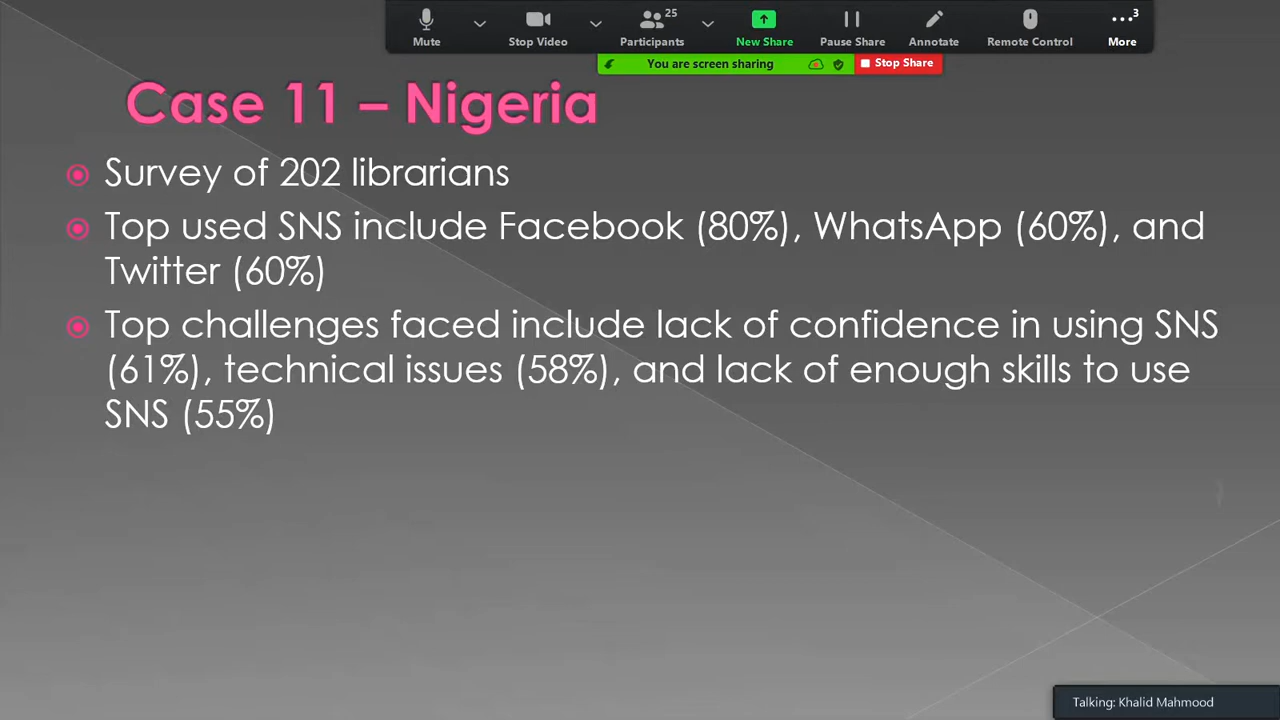 25
3
Mute
Stop Video
Participants
New Share
Pause Share
Annotate
Remote Control
More
You are screen sharing
Stop Share
Case 11 – Nigeria
Survey of 202 librarians
Top used SNS include Facebook (80%), WhatsApp (60%), and
Twitter (60%)
Top challenges faced include lack of confidence in using SNS
(61%), technical issues (58%), and lack of enough skills to use
SNS (55%)
Talking: Khalid Mahmood